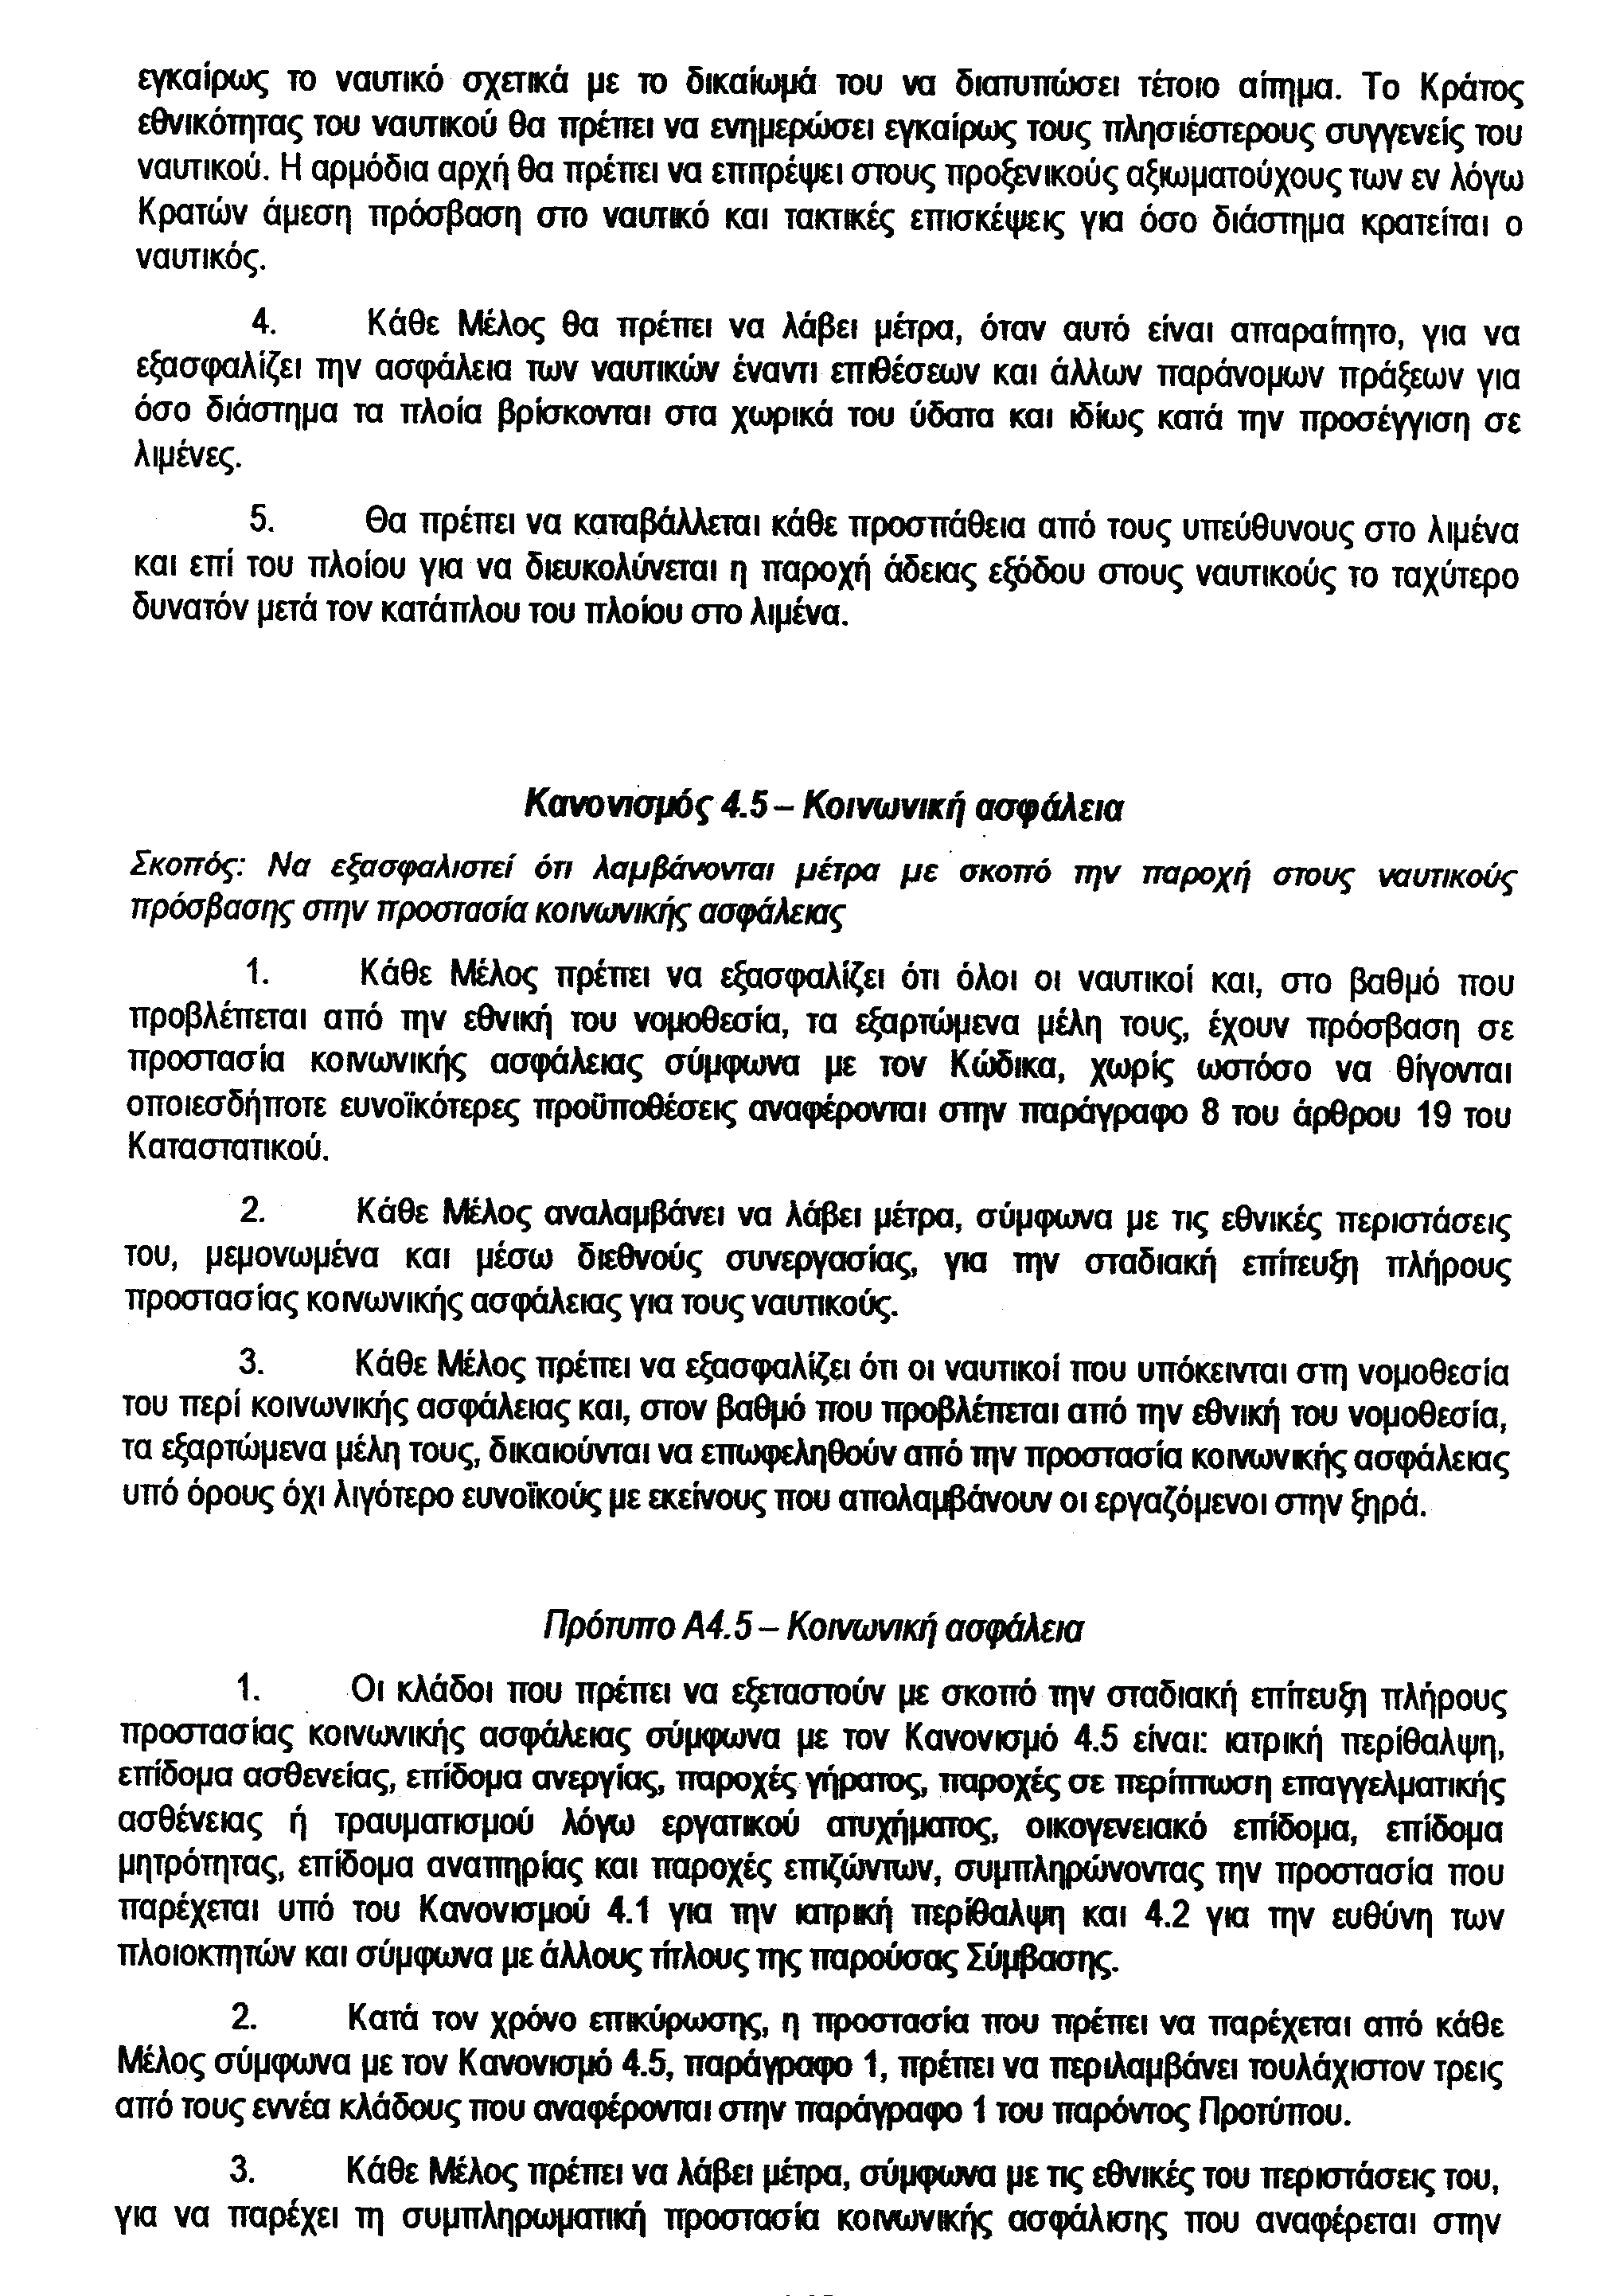 εγκαίρως το ναυτικό σχετικά με το δικαίωμά του να διατυπώσει τέτοιο αίτημα. Το Κράτος
εθνικότητας του ναυτικού θα πρέπει να ενημερώσει εγκαίρως τους πλησιέστερους συγγενείς του
ναυτικού. Η αρμόδια αρχή θα πρέπει να επιτρέψει στους προξενικούς αξιωματούχους των εν λόγω
Κρατών άμεση πρόσβαση στο ναυτικό και τακτικές επισκέψεις για όσο διάστημα κρατείται ο
ναυτικός.
4. Κάθε Μέλος θα πρέπει να λάβει μέτρα, όταν αυτό είναι απαραίτητο, για να
εξασφαλίζει την ασφάλεια των ναυτικών έναντι επιθέσεων και άλλων παράνομων πράξεων για
όσο διάστημα τα πλοία βρίσκονται στα χωρικά του ύδατα και ιδίως κατά την προσέγγιση σε
λιμένες.
5. Θα πρέπει να καταβάλλεται κάθε προσπάθεια από τους υπεύθυνους στο λιμένα
και επί του πλοίου για να διευκολύνεται η παροχή άδειας εξόδου στους ναυτικούς το ταχύτερο
δυνατόν μετά τον κατάπλου του πλοίου στο λιμένα.
Κανονισμός 4.5 – Κοινωνική ασφάλεια
Σκοπός: Να εξασφαλιστεί ότι λαμβάνονται μέτρα με σκοπό την παροχή στους ναυτικούς
πρόσβασης στην προστασία κοινωνικής ασφάλειας
1. Κάθε Μέλος πρέπει να εξασφαλίζει ότι όλοι οι ναυτικοί και, στο βαθμό που
προβλέπεται από την εθνική του νομοθεσία, τα εξαρτώμενα μέλη τους, έχουν πρόσβαση σε
προστασία κοινωνικής ασφάλειας σύμφωνα με τον Κώδικα, χωρίς ωστόσο να θίγονται
οποιεσδήποτε ευνοϊκότερες προϋποθέσεις αναφέρονται στην παράγραφο 8 του άρθρου 19 του
Καταστατικού.
2. Κάθε Μέλος αναλαμβάνει να λάβει μέτρα, σύμφωνα με τις εθνικές περιστάσεις
του, μεμονωμένα και μέσω διεθνούς συνεργασίας, για την σταδιακή επίτευξη πλήρους
προστασίας κοινωνικής ασφάλειας για τους ναυτικούς.
3. Κάθε Μέλος πρέπει να εξασφαλίζει ότι οι ναυτικοί που υπόκεινται στη νομοθεσία
του περί κοινωνικής ασφάλειας και, στον βαθμό που προβλέπεται από την εθνική του νομοθεσία,
τα εξαρτώμενα μέλη τους, δικαιούνται να επωφεληθούν από την προστασία κοινωνικής ασφάλειας
υπό όρους όχι λιγότερο ευνοϊκούς με εκείνους που απολαμβάνουν οι εργαζόμενοι στην ξηρά.
Πρότυπο Α4.5 – Κοινωνική ασφάλεια
1. Οι κλάδοι που πρέπει να εξεταστούν με σκοπό την σταδιακή επίτευξη πλήρους
προστασίας κοινωνικής ασφάλειας σύμφωνα με τον Κανονισμό 4.5 είναι: ιατρική περίθαλψη,
επίδομα ασθενείας, επίδομα ανεργίας, παροχές γήρατος, παροχές σε περίπτωση επαγγελματικής
ασθένειας ή τραυματισμού λόγω εργατικού ατυχήματος, οικογενειακό επίδομα, επίδομα
μητρότητας, επίδομα αναπηρίας και παροχές επιζώντων, συμπληρώνοντας την προστασία που
παρέχεται υπό του Κανονισμού 4.1 για την ιατρική περίθαλψη και 4.2 για την ευθύνη των
πλοιοκτητών και σύμφωνα με άλλους τίτλους της παρούσας Σύμβασης.
2. Κατά τον χρόνο επικύρωσης, η προστασία που πρέπει να παρέχεται από κάθε
Μέλος σύμφωνα με τον Κανονισμό 4.5, παράγραφο 1, πρέπει να περιλαμβάνει τουλάχιστον τρεις
από τους εννέα κλάδους που αναφέρονται στην παράγραφο 1 του παρόντος Προτύπου.
3. Κάθε Μέλος πρέπει να λάβει μέτρα, σύμφωνα με τις εθνικές του περιστάσεις του,
για να παρέχει τη συμπληρωματική προστασία κοινωνικής ασφάλισης που αναφέρεται στην